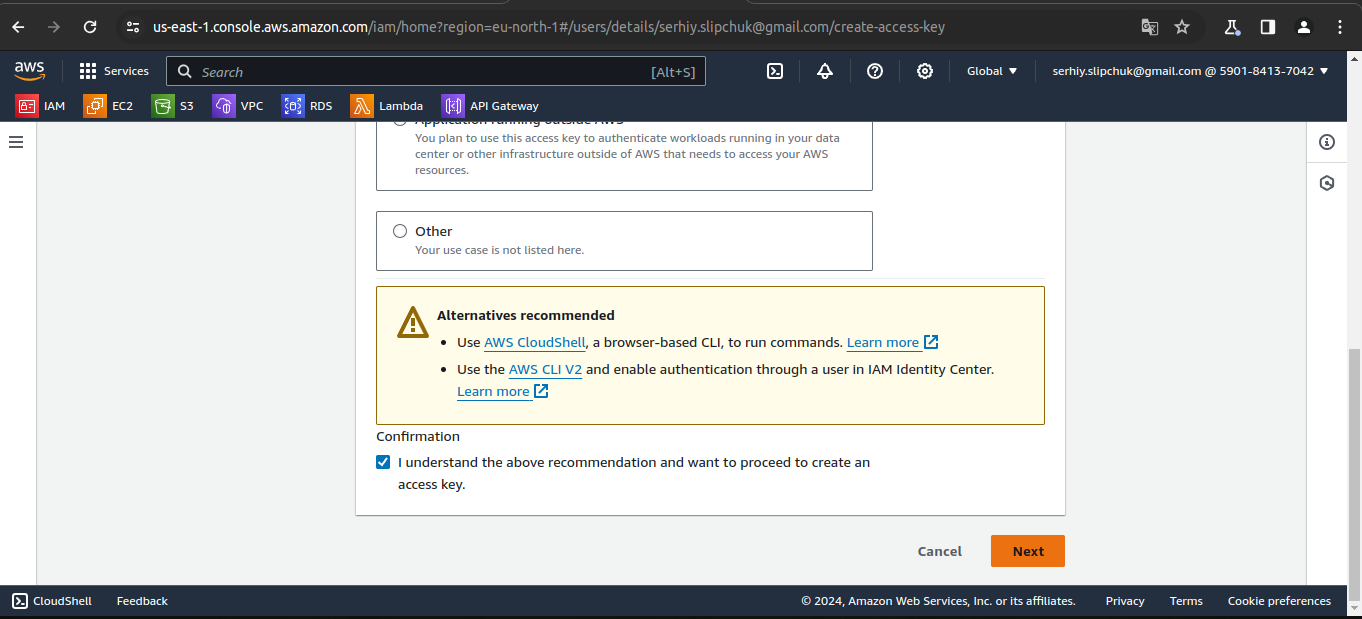 us-east-1.console.aws.amazon.com/iam/home?region=eu-north-1#/users/details/serhiy.slipchuk@gmail.com/create-access-key
aws Services Search [Alt+S] Global serhiy.slipchuk@gmail.com @ 5901-8413-7042
IAM EC2 S3 VPC RDS Lambda API Gateway
Application running outside AWS
You plan to use this access key to authenticate workloads running in your data
center or other infrastructure outside of AWS that needs to access your AWS
resources.
Other
Your use case is not listed here.
Alternatives recommended
• Use AWS CloudShell, a browser-based CLI, to run commands. Learn more
• Use the AWS CLI V2 and enable authentication through a user in IAM Identity Center.
Learn more
Confirmation
I understand the above recommendation and want to proceed to create an
access key.
Cancel Next
CloudShell Feedback © 2024, Amazon Web Services, Inc. or its affiliates. Privacy Terms Cookie preferences